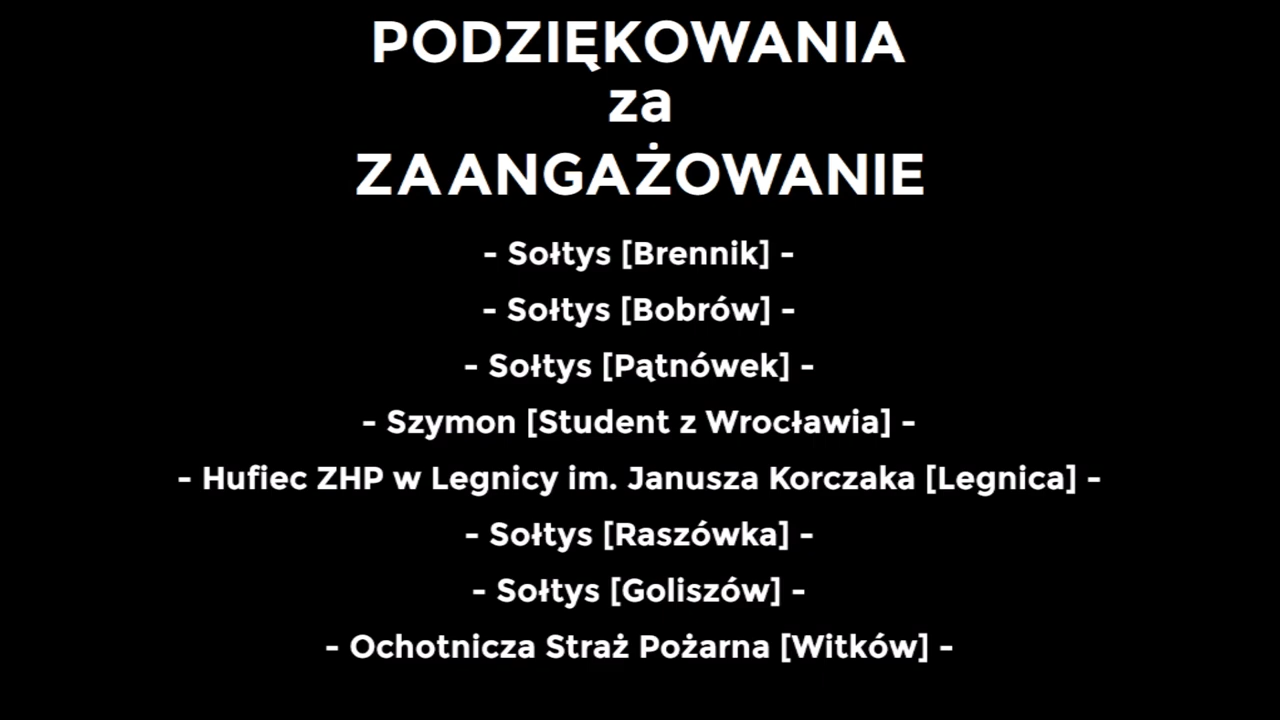 PODZIĘKOWANIA
za
ZAANGAŻOWANIE
- Sołtys [Brennik] -
- Sołtys [Bobrów] -
- Sołtys [Pątnówek] -
- Szymon [Student z Wrocławia] -
- Hufiec ZHP w Legnicy im. Janusza Korczaka [Legnica] -
- Sołtys [Raszówka] -
- Sołtys [Goliszów] -
- Ochotnicza Straż Pożarna [Witków] -